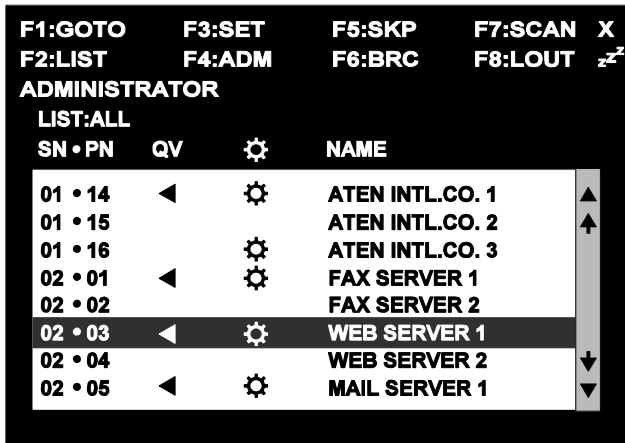 F1:GOTO F3:SET F5:SKP F7:SCAN X
F2:LIST F4:ADM F6:BRC F8:LOUT zZZ
ADMINISTRATOR
LIST:ALL
SN•PN QV NAME
01•14 ATEN INTL.CO. 1
01•15 ATEN INTL.CO. 2
01•16 ATEN INTL.CO. 3
02•01 FAX SERVER 1
02•02 FAX SERVER 2
02•03 WEB SERVER 1
02•04 WEB SERVER 2
02•05 MAIL SERVER 1